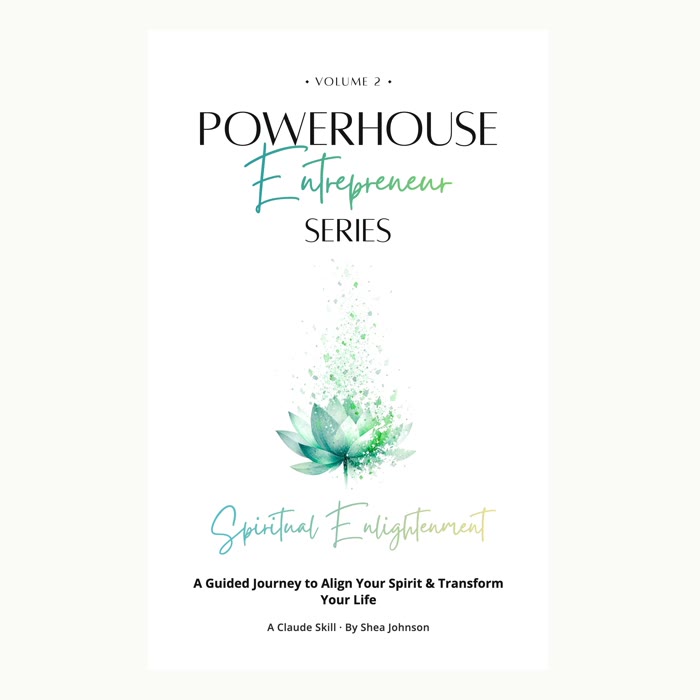 • VOLUME 2 •
POWERHOUSE
Entrepreneur
SERIES
Spiritual Enlightenment
A Guided Journey to Align Your Spirit & Transform
Your Life
A Claude Skill · By Shea Johnson